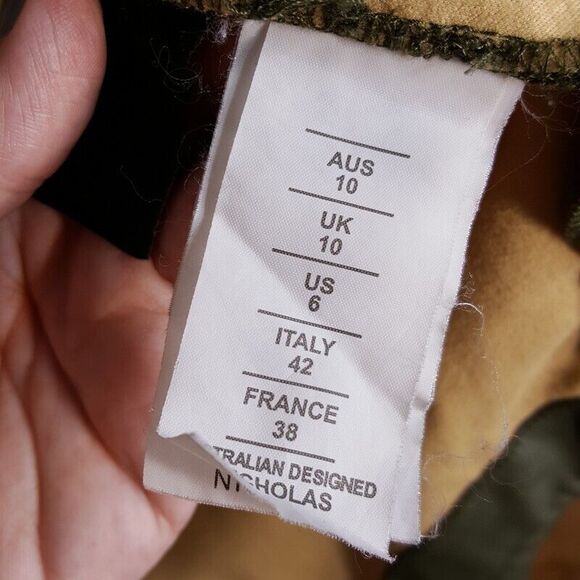 AUS
10
UK
10
US
6
ITALY
42
FRANCE
38
TRALIAN DESIGNED
NICHOLAS